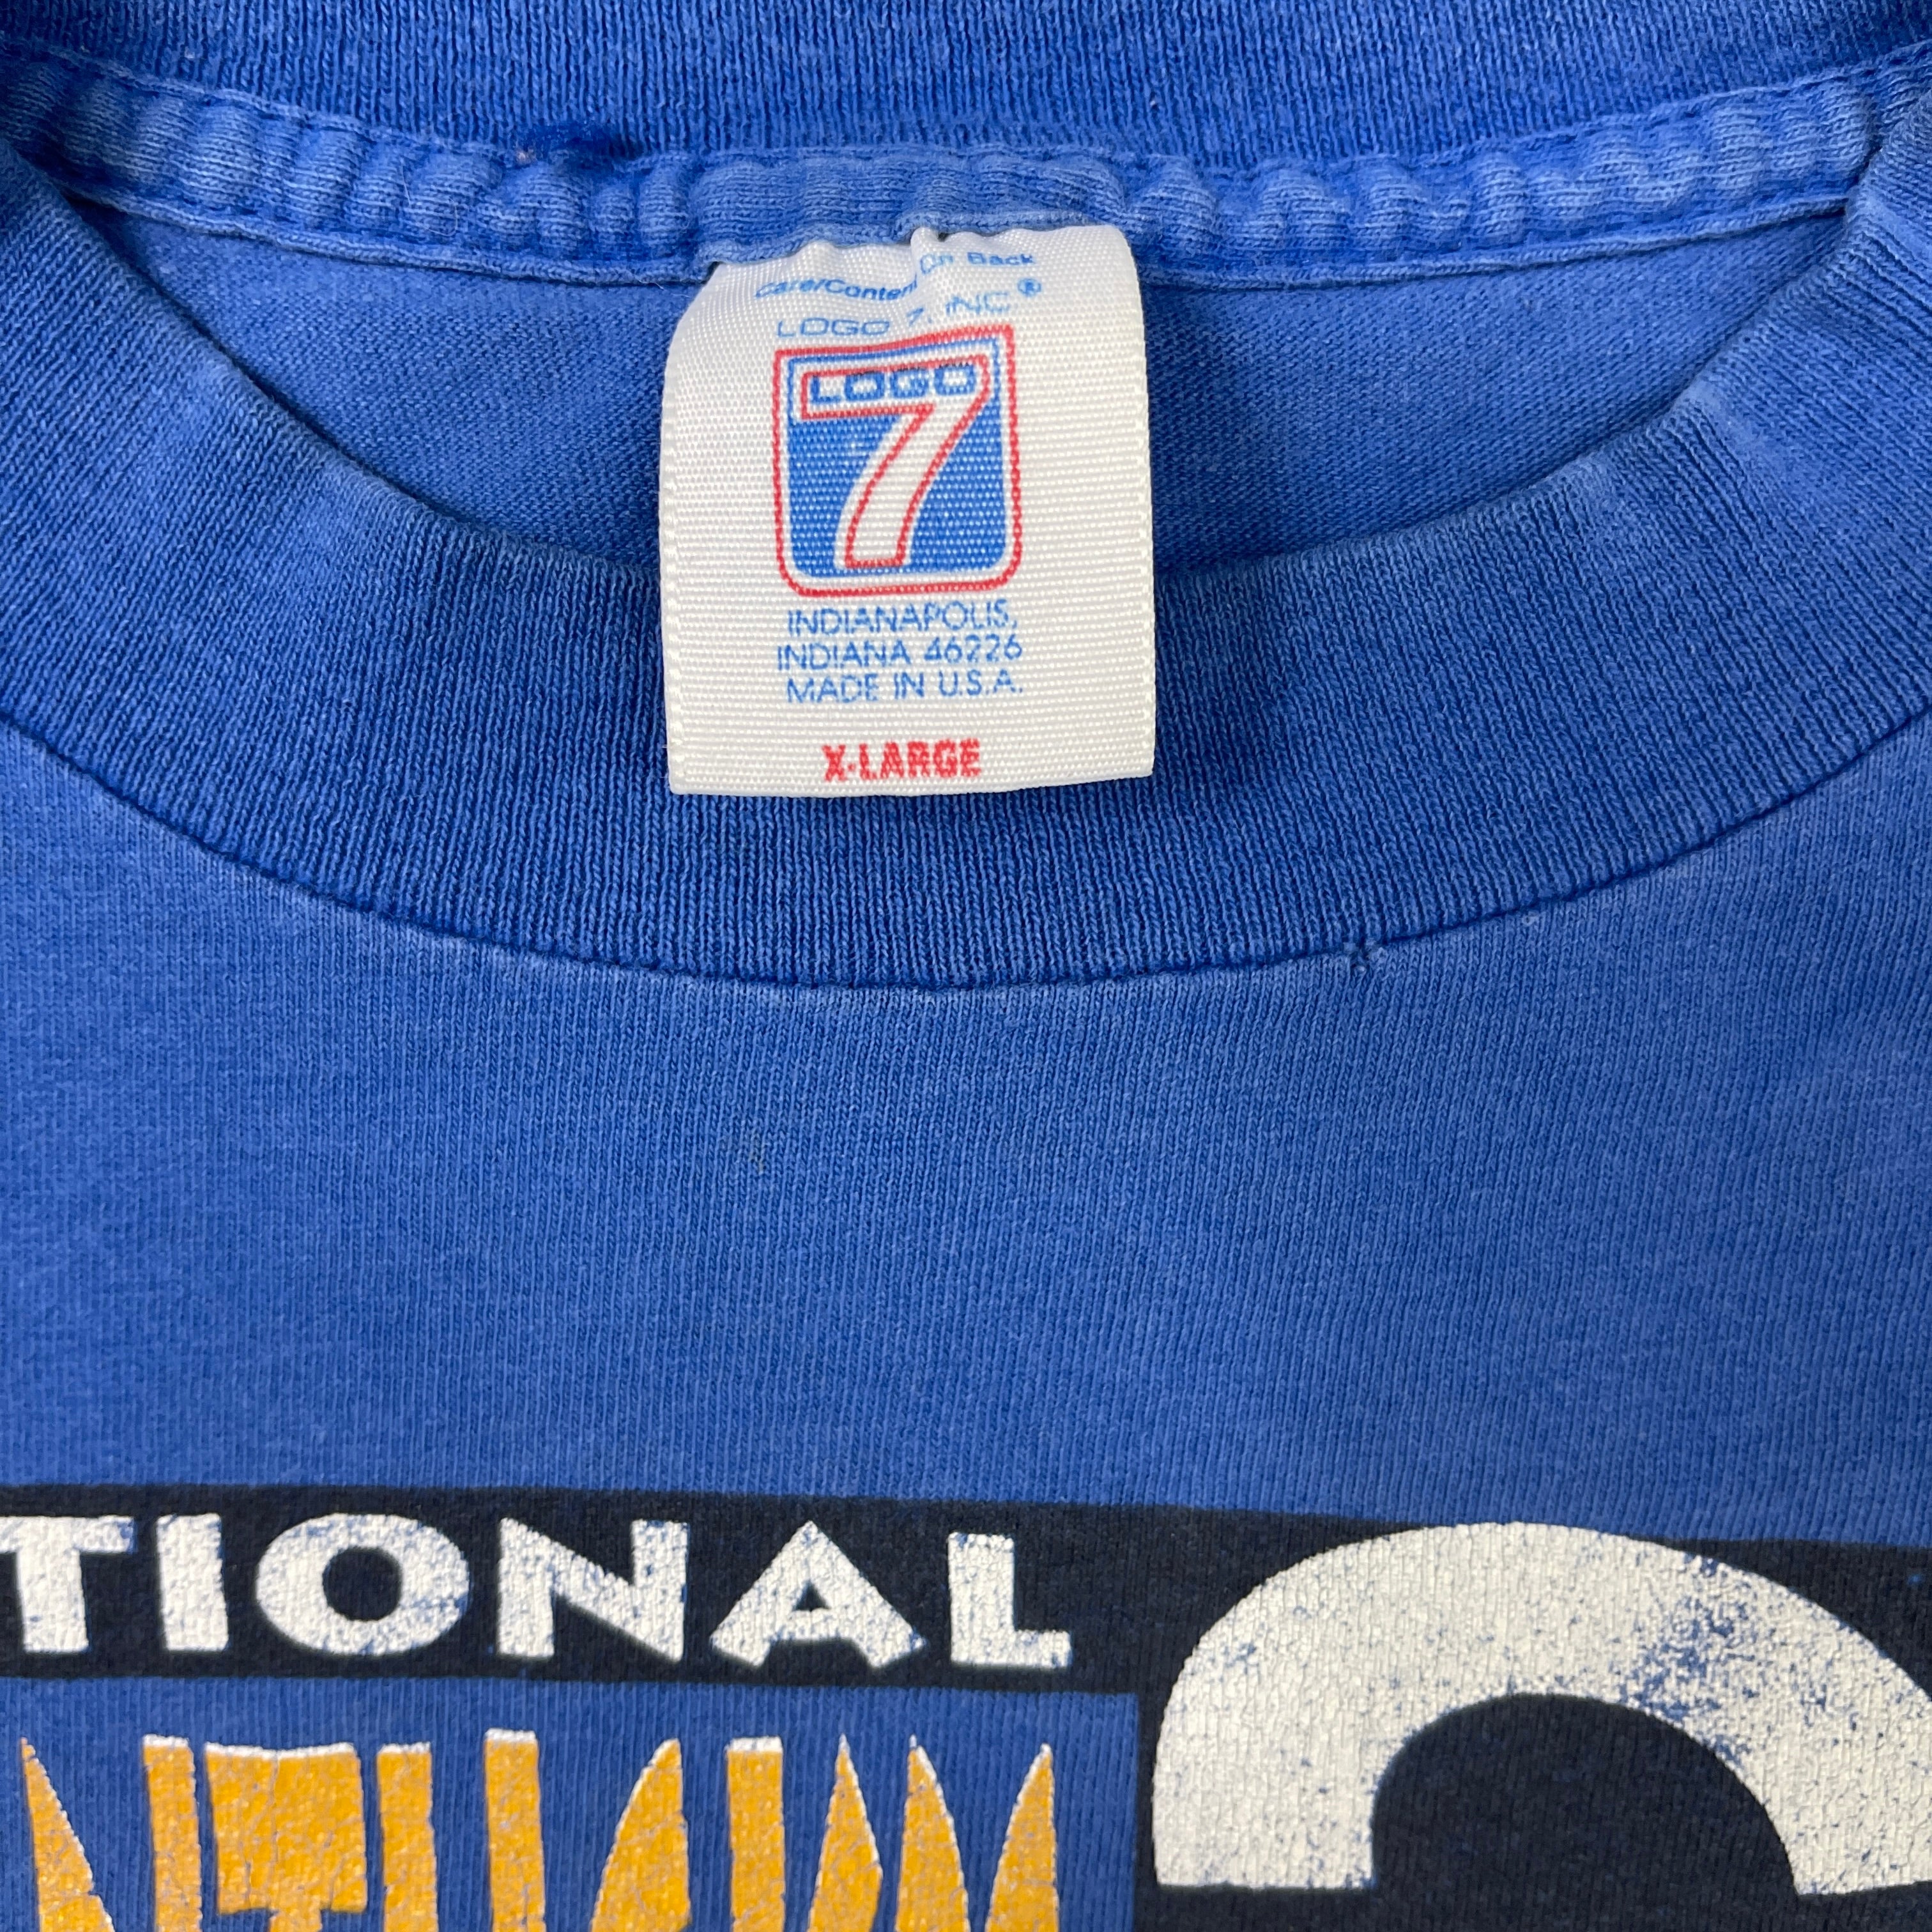 Care/Content On Back
LOGO 7, INC®
LOGO
7
INDIANAPOLIS,
INDIANA 46226
MADE IN U.S.A.
X-LARGE
TIONAL